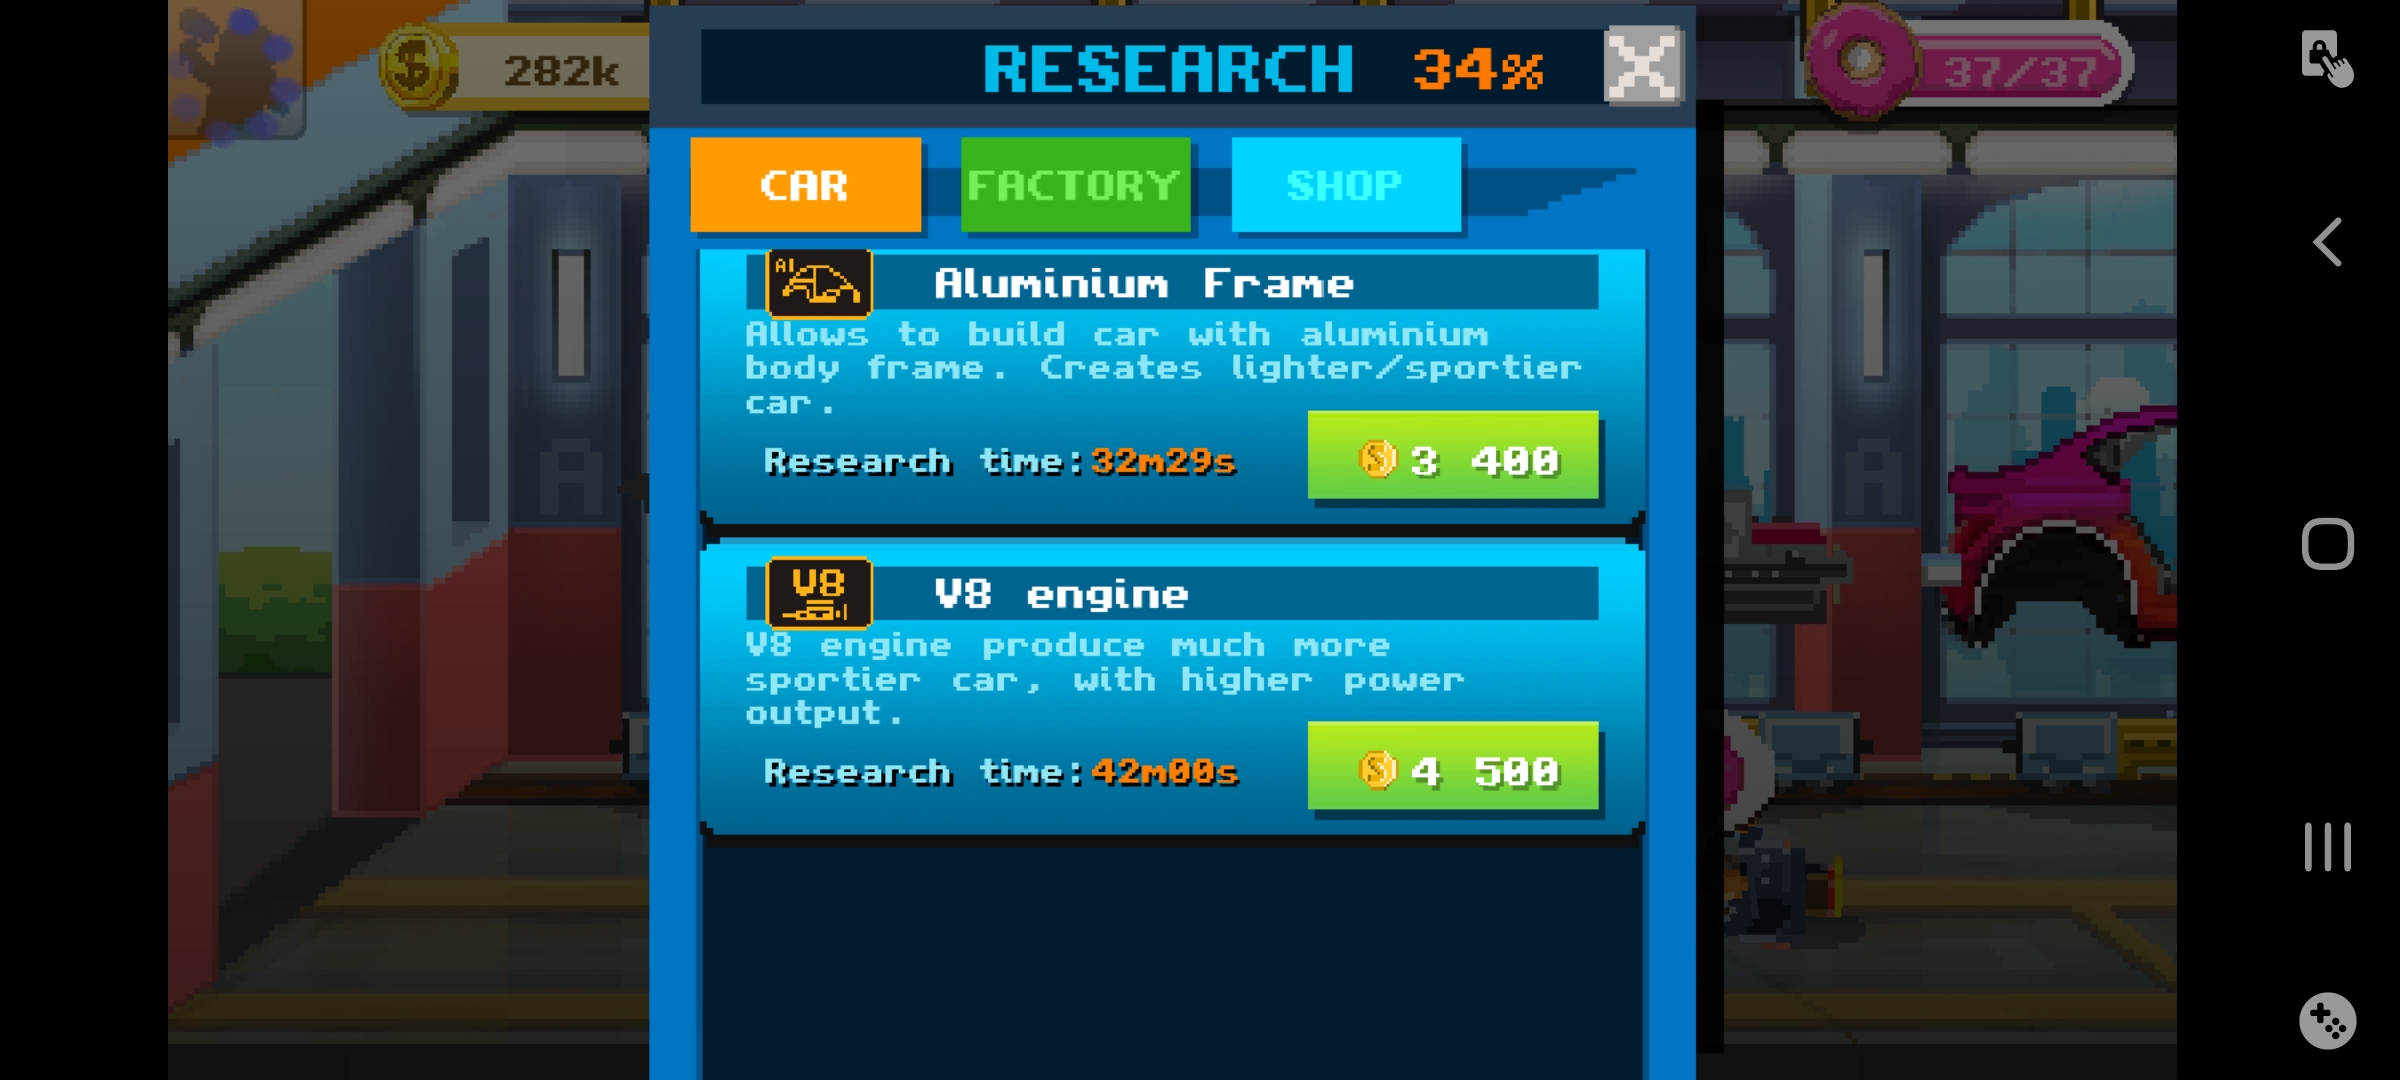 282k
RESEARCH 34%
37/37
CAR
FACTORY
SHOP
Al
Aluminium Frame
Allows to build car with aluminium
body frame. Creates lighter/sportier
car.
Research time:32m29s
3 400
V8
V8 engine
V8 engine produce much more
sportier car, with higher power
output.
Research time:42m00s
4 500
A
A